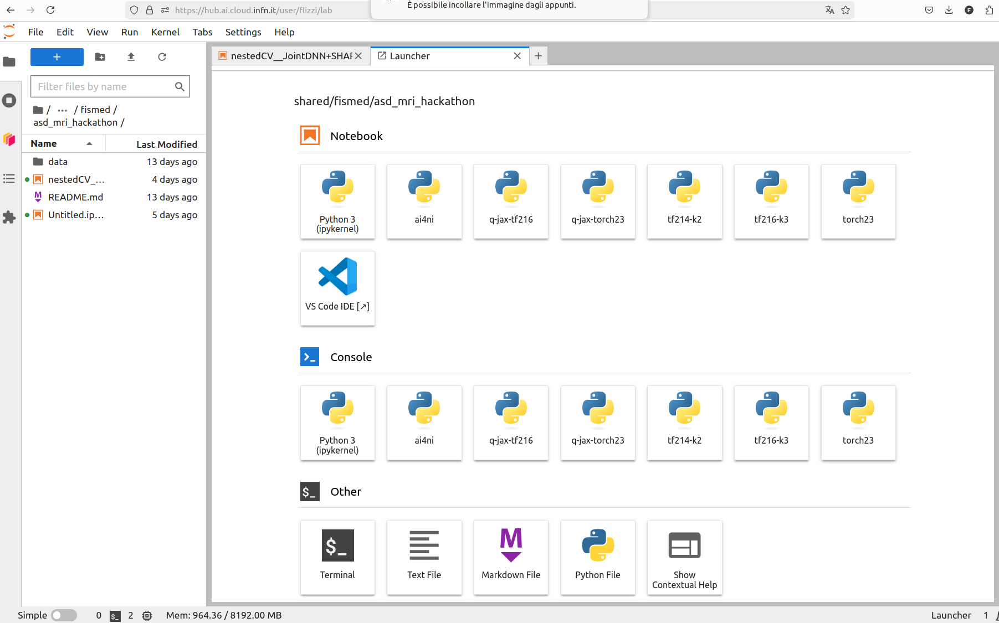 È possibile incollare l'immagine dagli appunti.
https://hub.ai.cloud.infn.it/user/flizzi/lab
F
File Edit View Run Kernel Tabs Settings Help
+
nestedCV__JointDNN+SHAP
Launcher
Filter files by name
/ ··· / fismed /
asd_mri_hackathon /
Name Last Modified
data 13 days ago
nestedCV_... 4 days ago
README.md 13 days ago
Untitled.ip... 5 days ago
shared/fismed/asd_mri_hackathon
Notebook
Python 3
(ipykernel)
ai4ni
q-jax-tf216
q-jax-torch23
tf214-k2
tf216-k3
torch23
VS Code IDE [↗]
Console
Python 3
(ipykernel)
ai4ni
q-jax-tf216
q-jax-torch23
tf214-k2
tf216-k3
torch23
$_ Other
$_
Terminal
Text File
M
Markdown File
Python File
Show
Contextual Help
Simple 0 $_ 2 Mem: 964.36 / 8192.00 MB Launcher 1